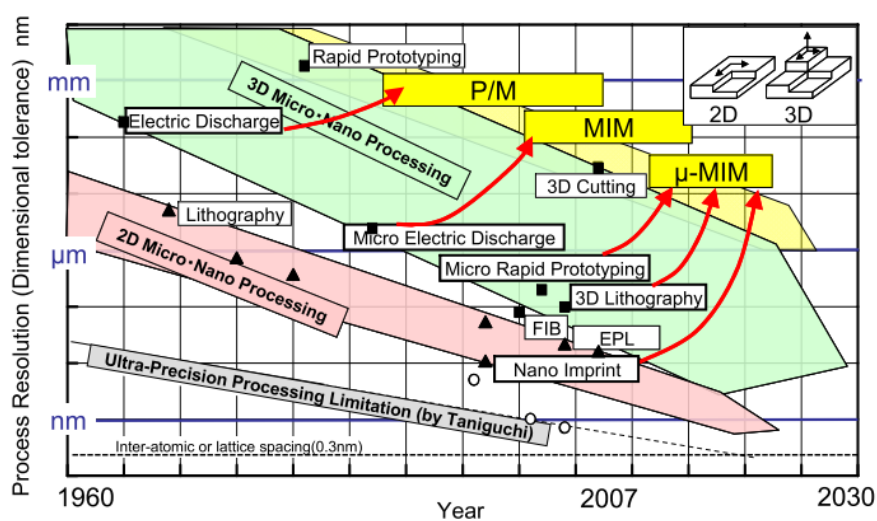 Process Resolution (Dimensional tolerance) nm
mm
μm
nm
Rapid Prototyping
P/M
2D
3D
3D Micro・Nano Processing
Electric Discharge
MIM
μ-MIM
3D Cutting
Lithography
Micro Electric Discharge
2D Micro・Nano Processing
Micro Rapid Prototyping
3D Lithography
FIB
EPL
Nano Imprint
Ultra-Precision Processing Limitation (by Taniguchi)
Inter-atomic or lattice spacing(0.3nm)
1960
2007
2030
Year